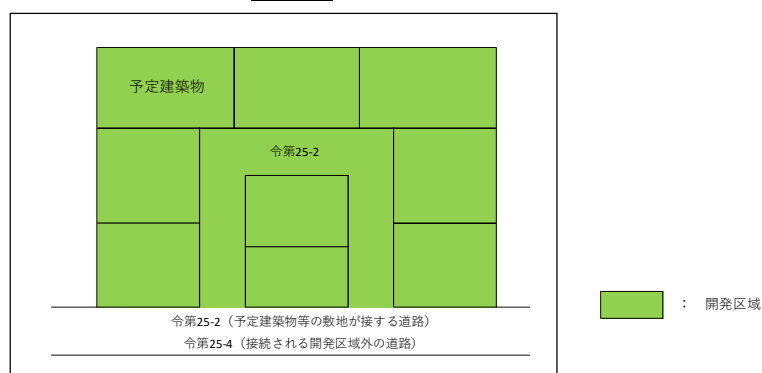 予定建築物
令第25-2
令第25-2（予定建築物等の敷地が接する道路）
令第25-4（接続される開発区域外の道路）
： 開発区域